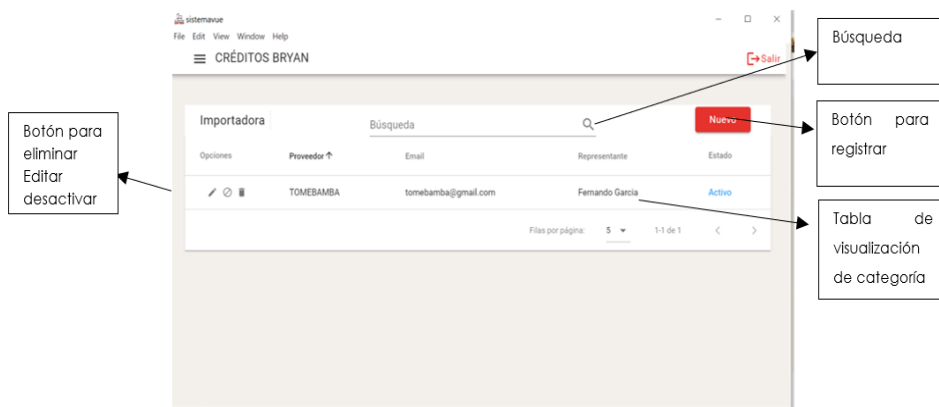 sistemavue
File Edit View Window Help
CRÉDITOS BRYAN
Salir
Búsqueda
Importadora
Búsqueda
Nuevo
Botón para
registrar
Botón para
eliminar
Editar
desactivar
Opciones Proveedor Email Representante Estado
TOMEBAMBA tomebamba@gmail.com Fernando Garcia Activo
Filas por página: 5 1-1 de 1
Tabla de
visualización
de categoría